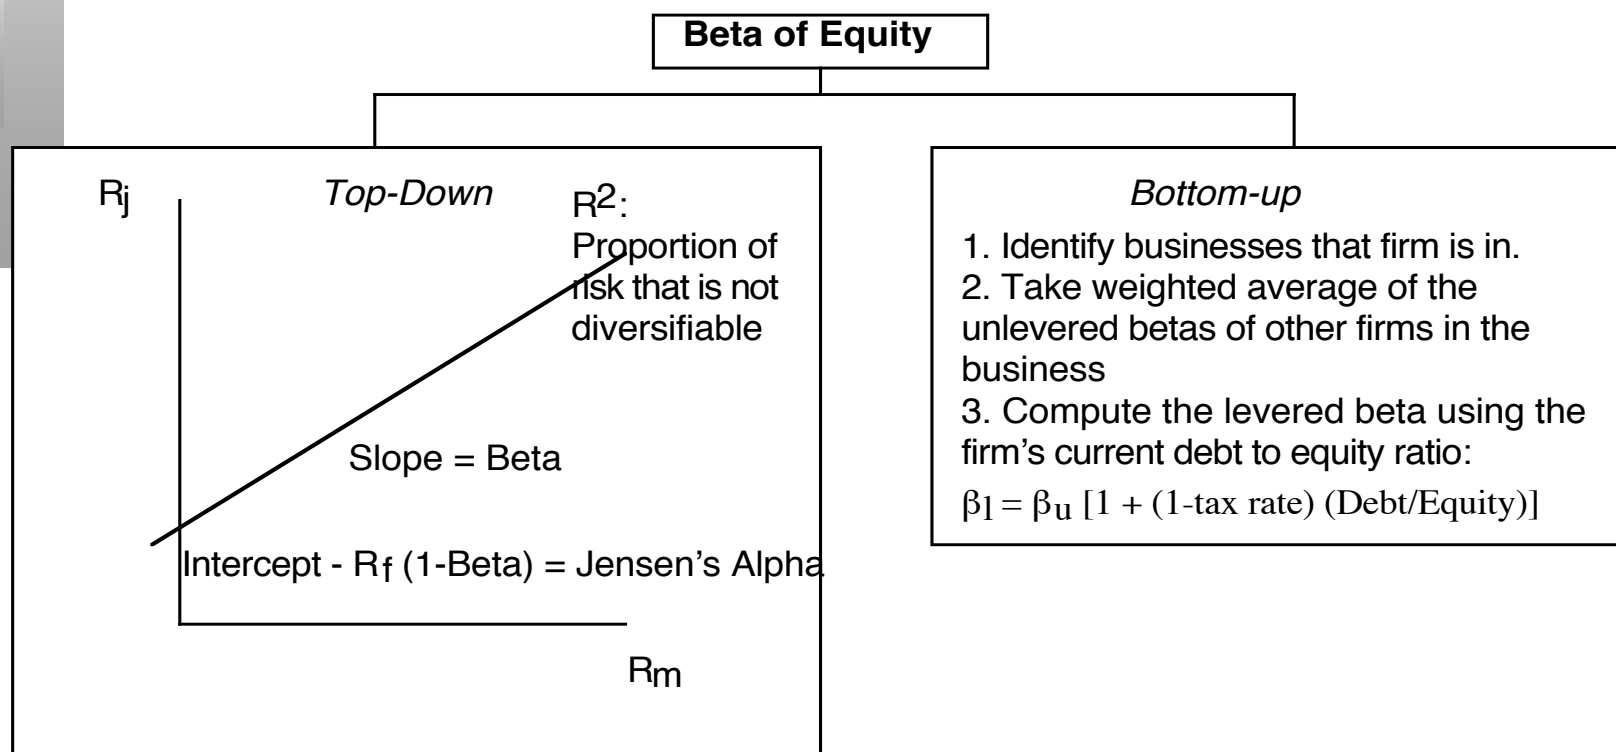 Beta of Equity
Top-Down
Rj
R2:
Proportion of
risk that is not
diversifiable
Slope = Beta
Intercept - Rf (1-Beta) = Jensen’s Alpha
Rm
Bottom-up
1. Identify businesses that firm is in.
2. Take weighted average of the
unlevered betas of other firms in the
business
3. Compute the levered beta using the
firm’s current debt to equity ratio:
βl = βu [1 + (1-tax rate) (Debt/Equity)]